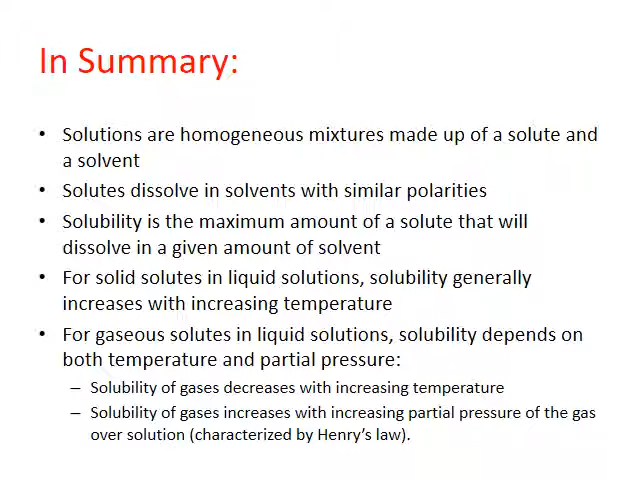 In Summary:
• Solutions are homogeneous mixtures made up of a solute and
a solvent
• Solutes dissolve in solvents with similar polarities
• Solubility is the maximum amount of a solute that will
dissolve in a given amount of solvent
• For solid solutes in liquid solutions, solubility generally
increases with increasing temperature
• For gaseous solutes in liquid solutions, solubility depends on
both temperature and partial pressure:
– Solubility of gases decreases with increasing temperature
– Solubility of gases increases with increasing partial pressure of the gas
over solution (characterized by Henry’s law).